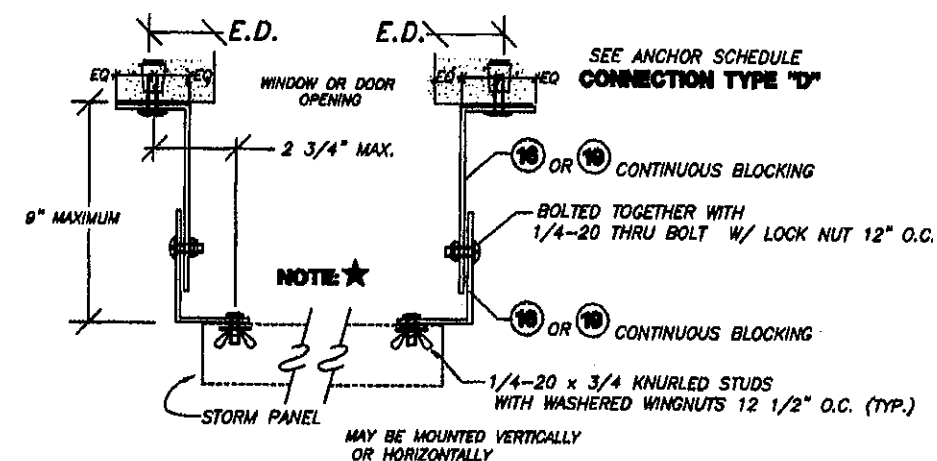 E.D.
E.D.
SEE ANCHOR SCHEDULE
CONNECTION TYPE "D"
EQ
EQ
WINDOW OR DOOR
OPENING
EQ
EQ
2 3/4" MAX.
9" MAXIMUM
OR 19 CONTINUOUS BLOCKING
BOLTED TOGETHER WITH
1/4-20 THRU BOLT W/ LOCK NUT 12" O.C.
NOTE: ★
OR 19 CONTINUOUS BLOCKING
1/4-20 x 3/4 KNURLED STUDS
WITH WASHERED WINGNUTS 12 1/2" O.C. (TYP.)
STORM PANEL
MAY BE MOUNTED VERTICALLY
OR HORIZONTALLY